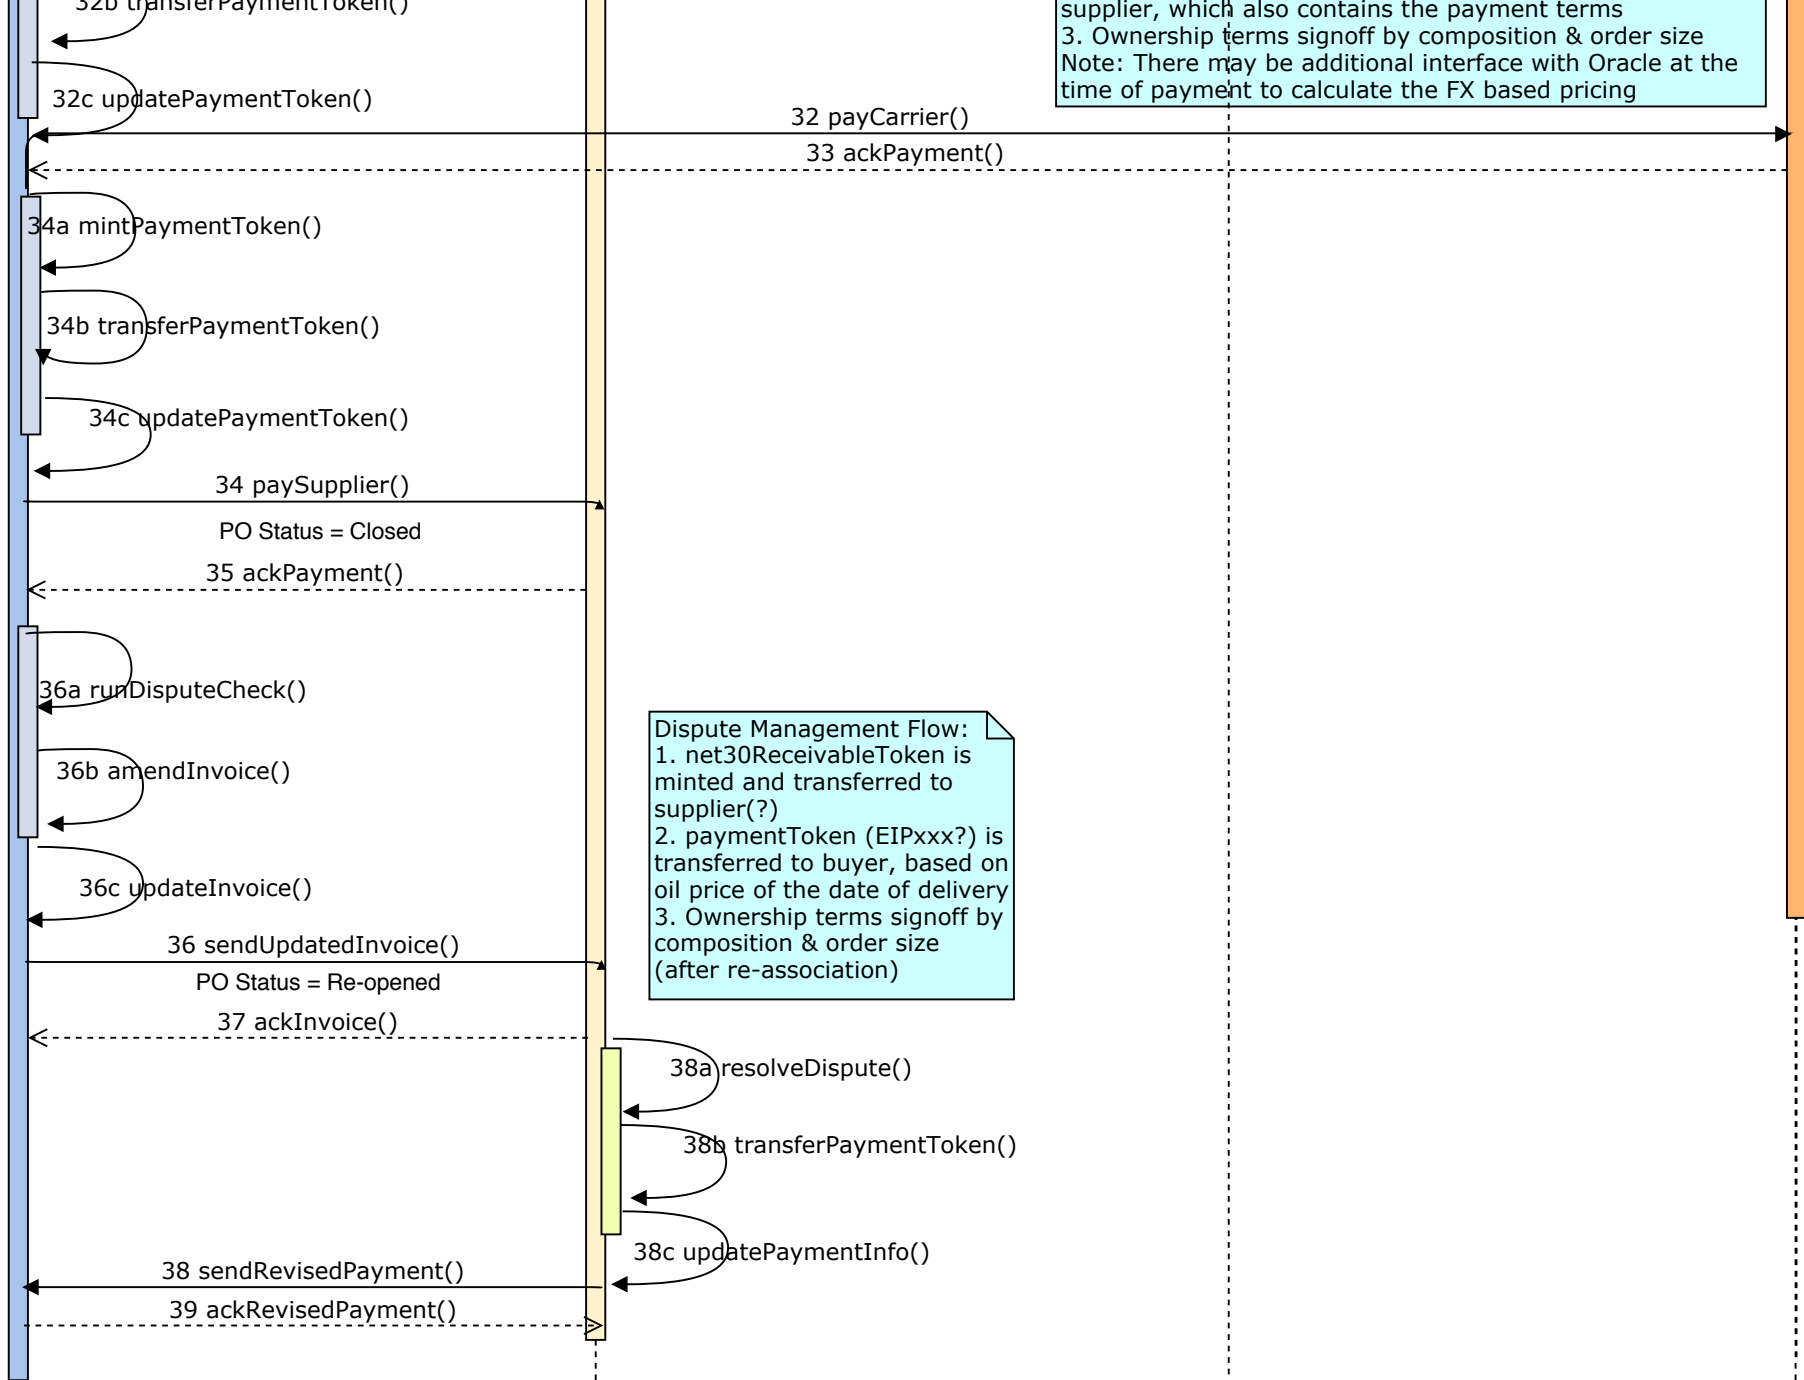 32b transferPaymentToken()
supplier, which also contains the payment terms
3. Ownership terms signoff by composition & order size
Note: There may be additional interface with Oracle at the
time of payment to calculate the FX based pricing
32c updatePaymentToken()
32 payCarrier()
33 ackPayment()
34a mintPaymentToken()
34b transferPaymentToken()
34c updatePaymentToken()
34 paySupplier()
PO Status = Closed
35 ackPayment()
36a runDisputeCheck()
Dispute Management Flow:
1. net30ReceivableToken is
minted and transferred to
supplier(?)
2. paymentToken (EIPxxx?) is
transferred to buyer, based on
oil price of the date of delivery
3. Ownership terms signoff by
composition & order size
(after re-association)
36b amendInvoice()
36c updateInvoice()
36 sendUpdatedInvoice()
PO Status = Re-opened
37 ackInvoice()
38a resolveDispute()
38b transferPaymentToken()
38c updatePaymentInfo()
38 sendRevisedPayment()
39 ackRevisedPayment()